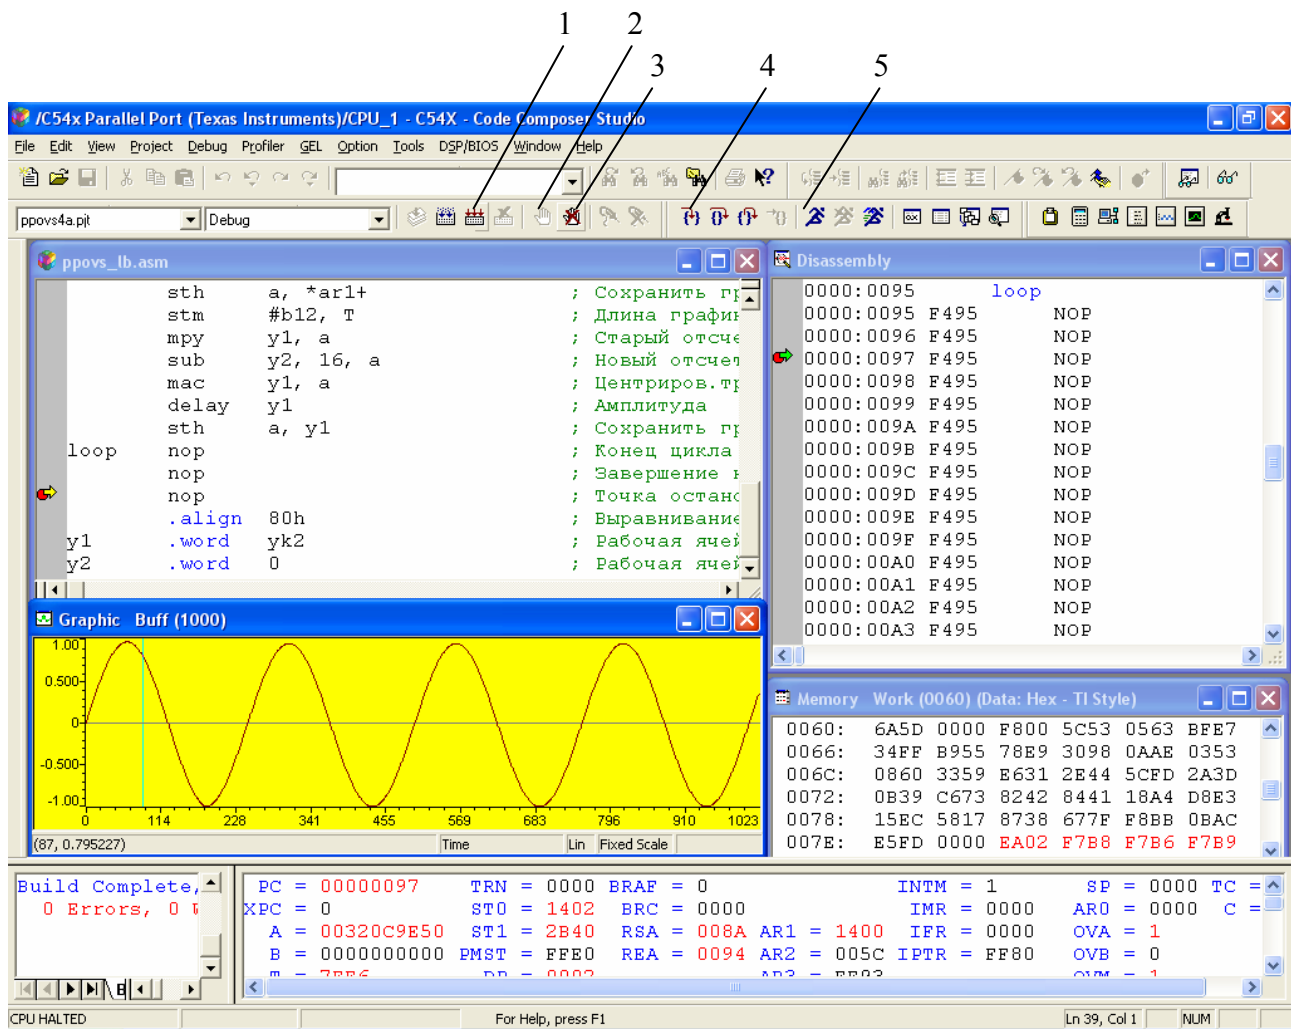 1
2
3
4
5
/C54x Parallel Port (Texas Instruments)/CPU_1 - C54X - Code Composer Studio
File Edit View Project Debug Profiler GEL Option Tools DSP/BIOS Window Help
ppovs4a.pjt Debug
ppovs_lb.asm
sth a, *ar1+ ; Сохранить
stm #b12, T ; Длина
mpy y1, a ; Старый
sub y2, 16, a ; Новый отсчет
mac y1, a ; Центриров.
delay y1 ; Амплитуда
sth a, y1 ; Сохранить
loop nop ; Конец цикла
nop ; Завершение
nop ; Точка
.align 80h ; Выравнивание
y1 .word yk2 ; Рабочая
y2 .word 0 ; Рабочая
Disassembly
0000:0095 loop
0000:0095 F495 NOP
0000:0096 F495 NOP
0000:0097 F495 NOP
0000:0098 F495 NOP
0000:0099 F495 NOP
0000:009A F495 NOP
0000:009B F495 NOP
0000:009C F495 NOP
0000:009D F495 NOP
0000:009E F495 NOP
0000:009F F495 NOP
0000:00A0 F495 NOP
0000:00A1 F495 NOP
0000:00A2 F495 NOP
0000:00A3 F495 NOP
Graphic Buff (1000)
1.00
0.500
0
-0.500
-1.00
0 114 228 341 455 569 683 796 910 1023
(87, 0.795227) Time Lin Fixed Scale
Memory Work (0060) (Data: Hex - TI Style)
0060: 6A5D 0000 F800 5C53 0563 BFE7
0066: 34FF B955 78E9 3098 0AAE 0353
006C: 0860 3359 E631 2E44 5CFD 2A3D
0072: 0B39 C673 8242 8441 18A4 D8E3
0078: 15EC 5817 8738 677F F8BB 0BAC
007E: E5FD 0000 EA02 F7B8 F7B6 F7B9
Build Complete,
0 Errors, 0
PC = 00000097 TRN = 0000 BRAF = 0 INTM = 1 SP = 0000 TC =
XPC = 0 ST0 = 1402 BRC = 0000 IMR = 0000 AR0 = 0000 C =
A = 00320C9E50 ST1 = 2B40 RSA = 008A AR1 = 1400 IFR = 0000 OVA = 1
B = 0000000000 PMST = FFE0 REA = 0094 AR2 = 005C IPTR = FF80 OVB = 0
CPU HALTED For Help, press F1 Ln 39, Col 1 NUM